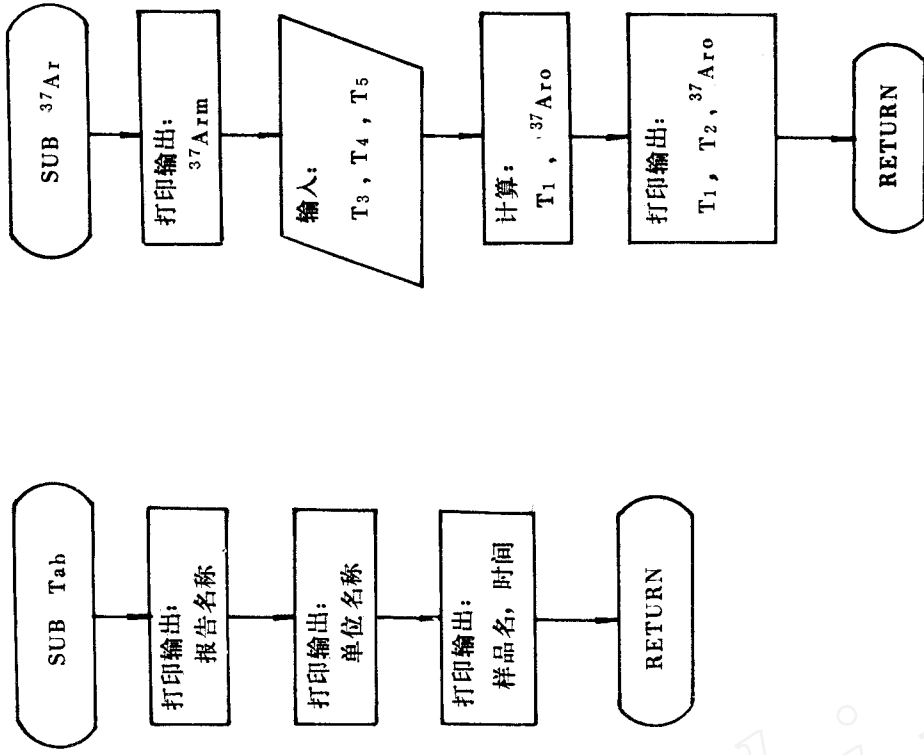 SUB Tab
打印输出:
报告名称
打印输出:
单位名称
打印输出:
样品名, 时间
RETURN
SUB ³⁷Ar
打印输出:
³⁷Arm
输入:
T₃, T₄, T₅
计算:
T₁, ³⁷Aro
打印输出:
T₁, T₂, ³⁷Aro
RETURN